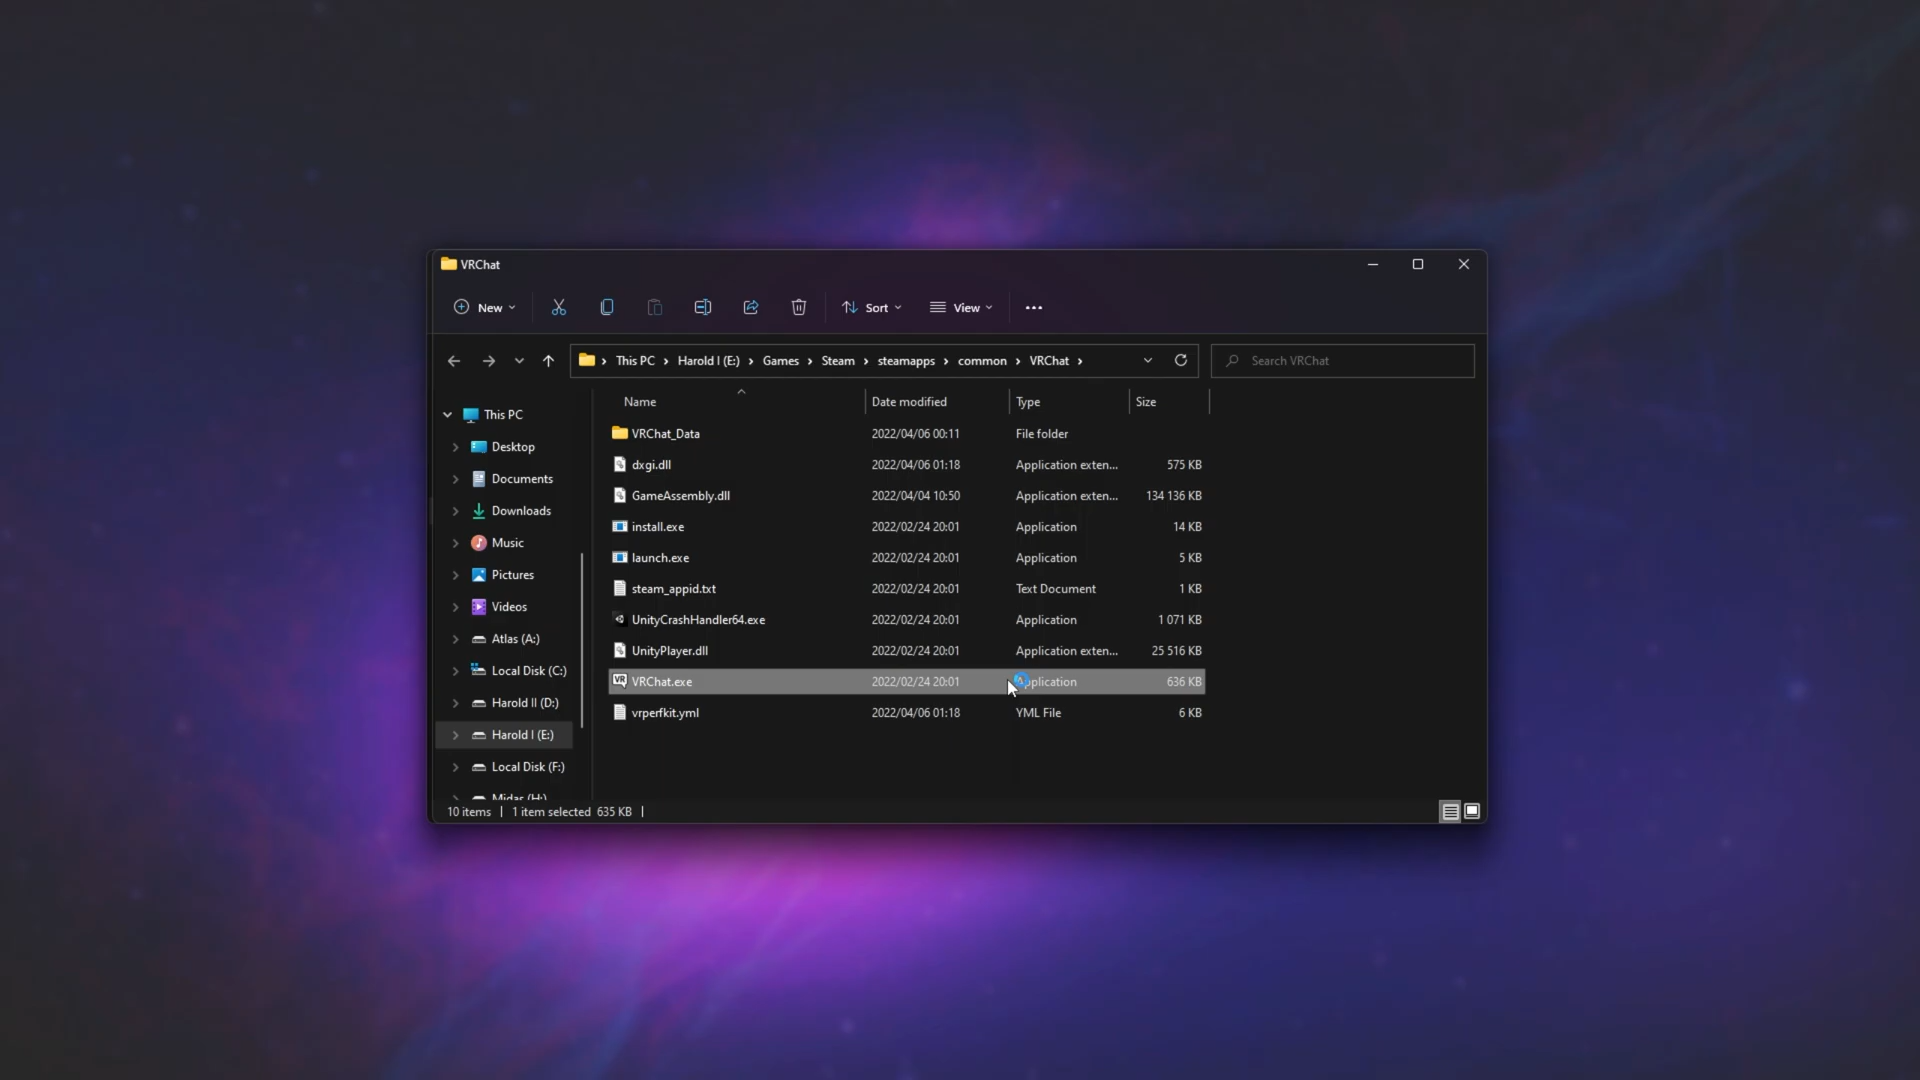 VRChat
New Sort View
This PC Harold I (E:) Games Steam steamapps common VRChat Search VRChat
Name Date modified Type Size
This PC
Desktop
Documents
Downloads
Music
Pictures
Videos
Atlas (A:)
Local Disk (C:)
Harold II (D:)
Harold I (E:)
Local Disk (F:)
Midas (H:)
VRChat_Data 2022/04/06 00:11 File folder
dxgi.dll 2022/04/06 01:18 Application exten... 575 KB
GameAssembly.dll 2022/04/04 10:50 Application exten... 134 136 KB
install.exe 2022/02/24 20:01 Application 14 KB
launch.exe 2022/02/24 20:01 Application 5 KB
steam_appid.txt 2022/02/24 20:01 Text Document 1 KB
UnityCrashHandler64.exe 2022/02/24 20:01 Application 1 071 KB
UnityPlayer.dll 2022/02/24 20:01 Application exten... 25 516 KB
VRChat.exe 2022/02/24 20:01 Application 636 KB
vrperfkit.yml 2022/04/06 01:18 YML File 6 KB
10 items 1 item selected 635 KB